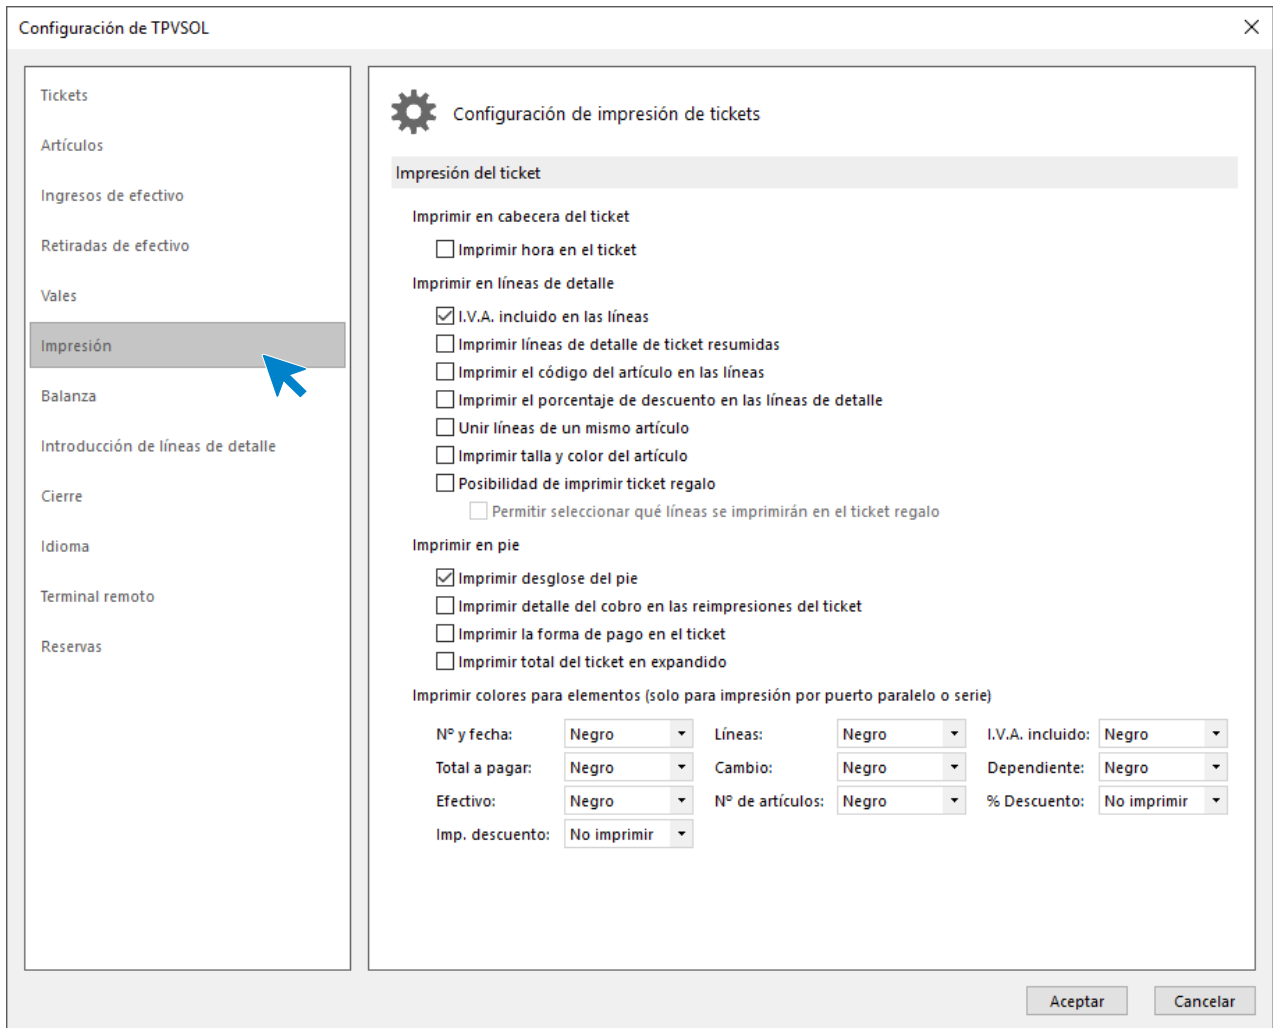 Configuración de TPVSOL
Tickets
Artículos
Ingresos de efectivo
Retiradas de efectivo
Vales
Impresión
Balanza
Introducción de líneas de detalle
Cierre
Idioma
Terminal remoto
Reservas
Configuración de impresión de tickets
Impresión del ticket
Imprimir en cabecera del ticket
Imprimir hora en el ticket
Imprimir en líneas de detalle
I.V.A. incluido en las líneas
Imprimir líneas de detalle de ticket resumidas
Imprimir el código del artículo en las líneas
Imprimir el porcentaje de descuento en las líneas de detalle
Unir líneas de un mismo artículo
Imprimir talla y color del artículo
Posibilidad de imprimir ticket regalo
Permitir seleccionar qué líneas se imprimirán en el ticket regalo
Imprimir en pie
Imprimir desglose del pie
Imprimir detalle del cobro en las reimpresiones del ticket
Imprimir la forma de pago en el ticket
Imprimir total del ticket en expandido
Imprimir colores para elementos (solo para impresión por puerto paralelo o serie)
Nº y fecha: Negro Líneas: Negro I.V.A. incluido: Negro
Total a pagar: Negro Cambio: Negro Dependiente: Negro
Efectivo: Negro Nº de artículos: Negro % Descuento: No imprimir
Imp. descuento: No imprimir
Aceptar Cancelar